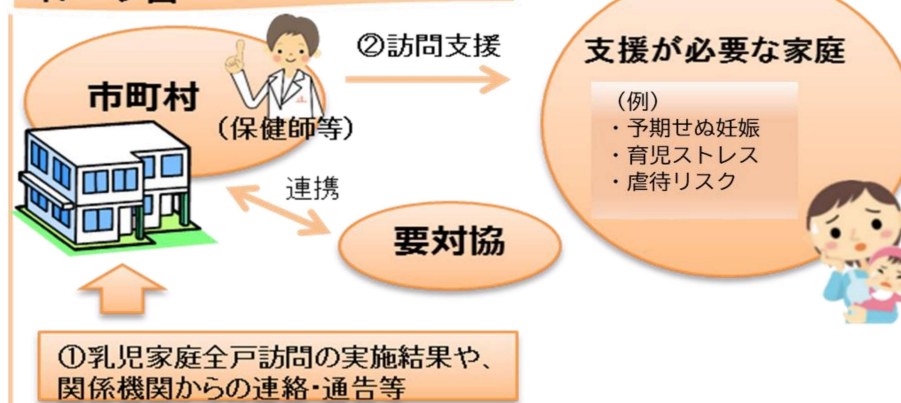 ②訪問支援
支援が必要な家庭
市町村
(保健師等)
(例)
・予期せぬ妊娠
・育児ストレス
・虐待リスク
連携
要対協
①乳児家庭全戸訪問の実施結果や、
関係機関からの連絡・通告等